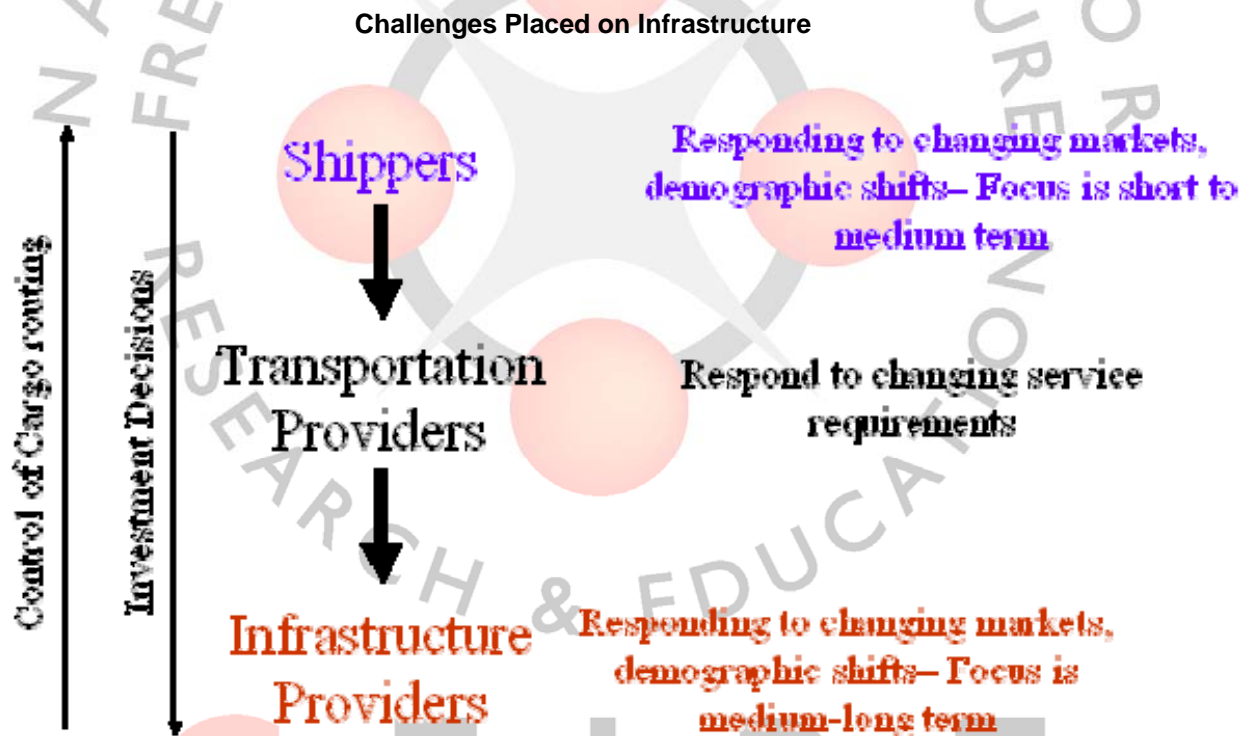 Challenges Placed on Infrastructure
Shippers
Responding to changing markets,
demographic shifts– Focus is short to
medium term
Control of Cargo routing
Investment Decisions
Transportation
Providers
Respond to changing service
requirements
Infrastructure
Providers
Responding to changing markets,
demographic shifts– Focus is
medium-long term
RESEARCH & EDUCATION